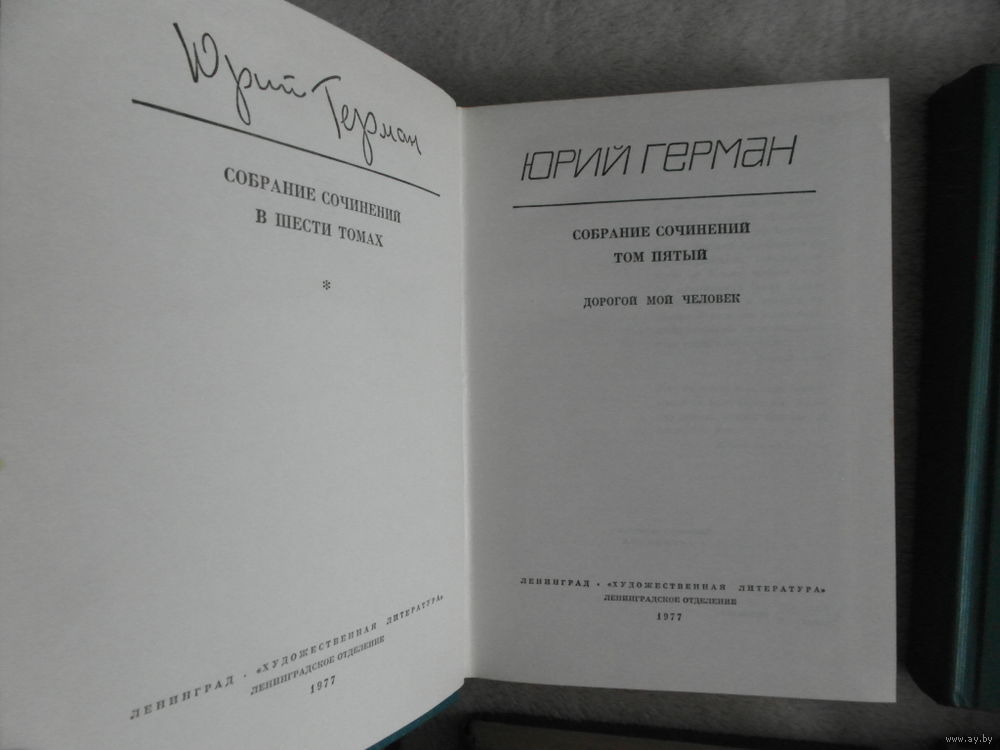 Юрий Герман
СОБРАНИЕ СОЧИНЕНИЙ
В ШЕСТИ ТОМАХ
*
ЛЕНИНГРАД · «ХУДОЖЕСТВЕННАЯ ЛИТЕРАТУРА»
ЛЕНИНГРАДСКОЕ ОТДЕЛЕНИЕ
1977
ЮРИЙ ГЕРМАН
СОБРАНИЕ СОЧИНЕНИЙ
ТОМ ПЯТЫЙ
ДОРОГОЙ МОЙ ЧЕЛОВЕК
ЛЕНИНГРАД · «ХУДОЖЕСТВЕННАЯ ЛИТЕРАТУРА»
ЛЕНИНГРАДСКОЕ ОТДЕЛЕНИЕ
1977
www.ay.by